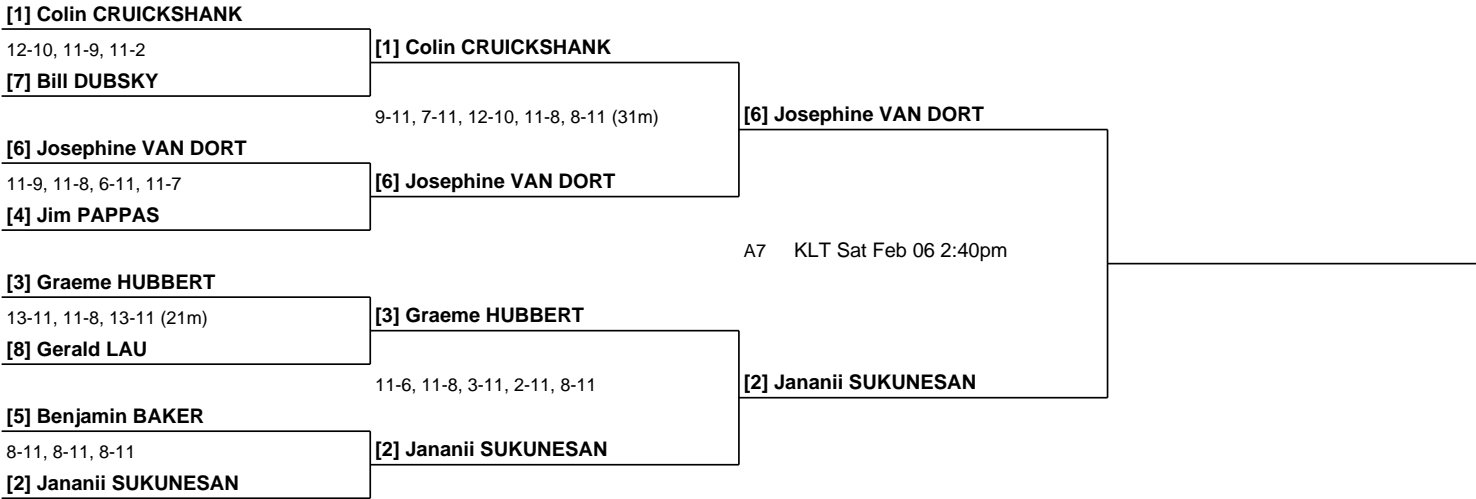 [1] Colin CRUICKSHANK
12-10, 11-9, 11-2
[7] Bill DUBSKY
[6] Josephine VAN DORT
11-9, 11-8, 6-11, 11-7
[4] Jim PAPPAS
[3] Graeme HUBBERT
13-11, 11-8, 13-11 (21m)
[8] Gerald LAU
[5] Benjamin BAKER
8-11, 8-11, 8-11
[2] Jananii SUKUNESAN
[1] Colin CRUICKSHANK
9-11, 7-11, 12-10, 11-8, 8-11 (31m)
[6] Josephine VAN DORT
[3] Graeme HUBBERT
11-6, 11-8, 3-11, 2-11, 8-11
[2] Jananii SUKUNESAN
[6] Josephine VAN DORT
A7 KLT Sat Feb 06 2:40pm
[2] Jananii SUKUNESAN